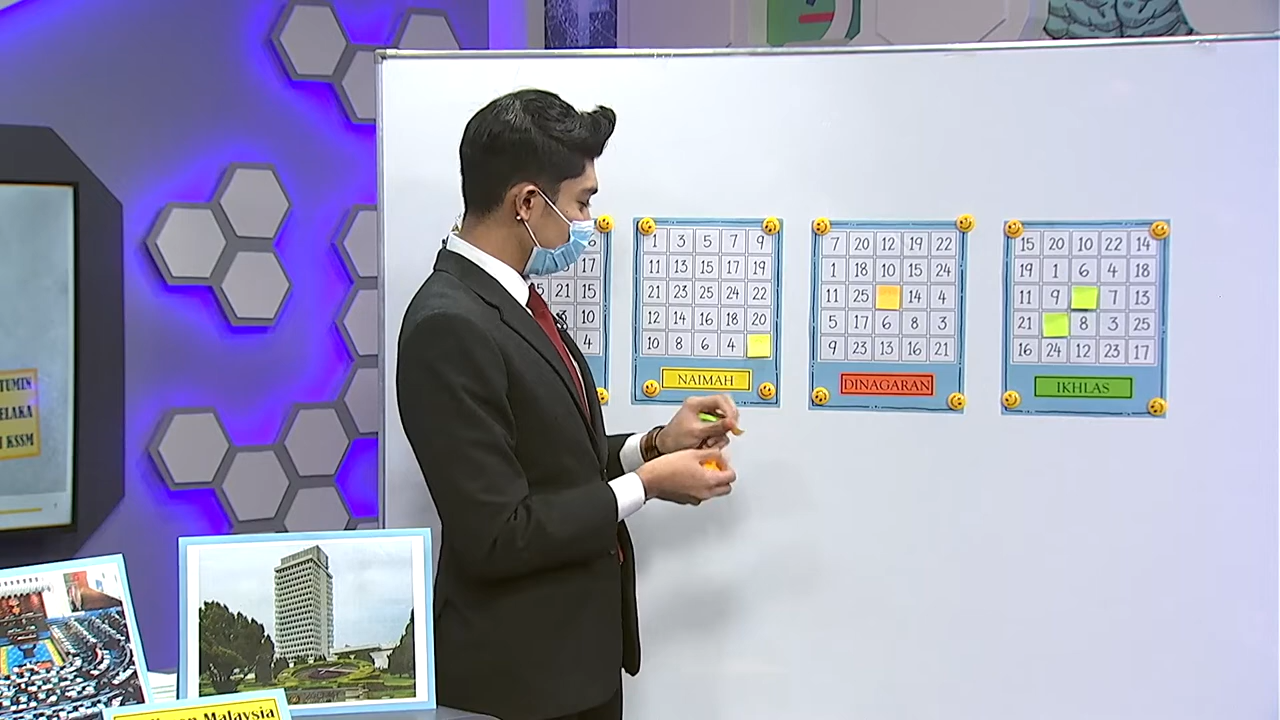 TUMIN
ELAKA
KSSM
6
17
21 15
10
4
1 3 5 7 9
11 13 15 17 19
21 23 25 24 22
12 14 16 18 20
10 8 6 4
NAIMAH
7 20 12 19 22
1 18 10 15 24
11 25 14 4
5 17 6 8 3
9 23 13 16 21
DINAGARAN
15 20 10 22 14
19 1 6 4 18
11 9 7 13
21 8 3 25
16 24 12 23 17
IKHLAS
Malaysia